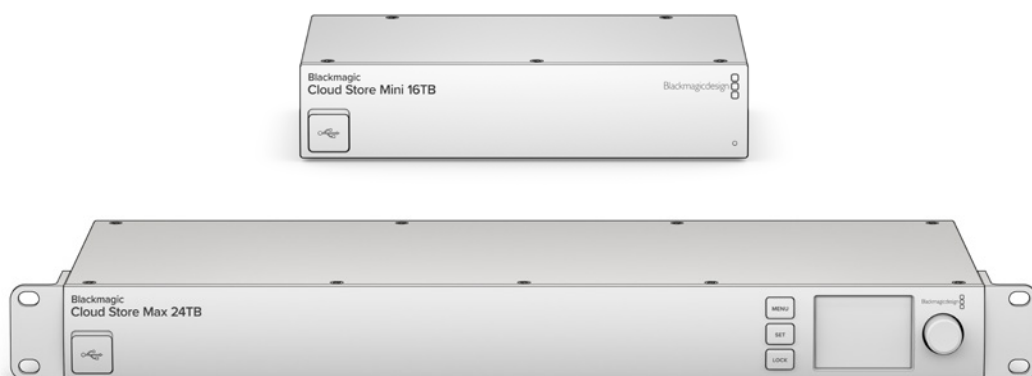 Blackmagic
Cloud Store Mini 16TB
Blackmagicdesign
Blackmagic
Cloud Store Max 24TB
MENU
Blackmagicdesign
SET
LOCK